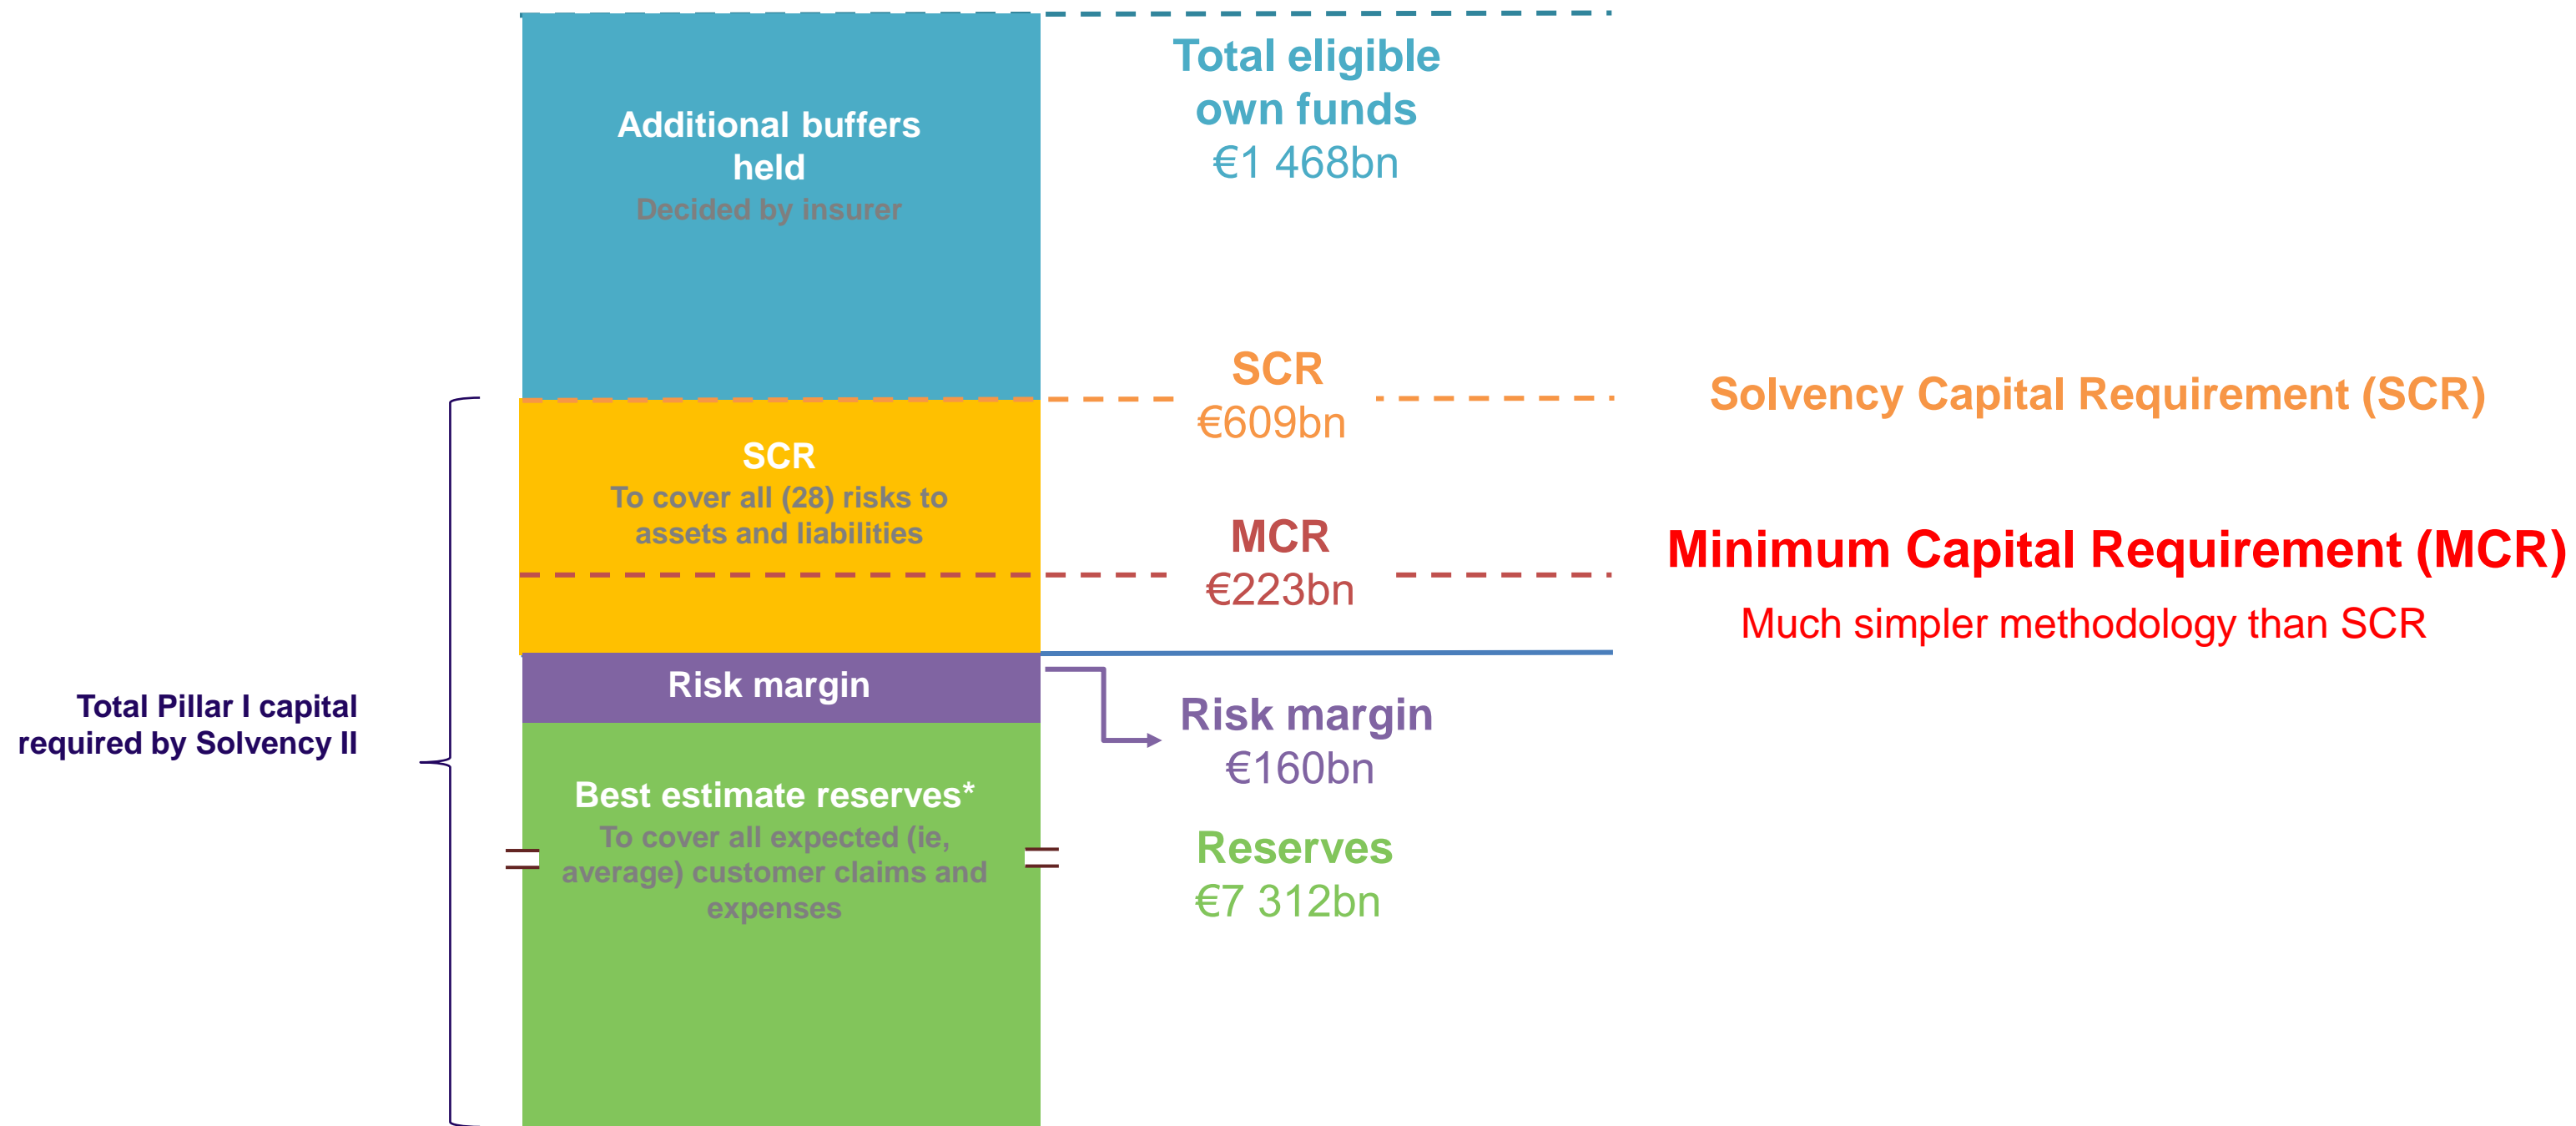 Total eligible
own funds
€1 468bn
Additional buffers
held
Decided by insurer
SCR
€609bn
Solvency Capital Requirement (SCR)
SCR
To cover all (28) risks to
assets and liabilities
MCR
€223bn
Minimum Capital Requirement (MCR)
Much simpler methodology than SCR
Risk margin
Total Pillar I capital
required by Solvency II
Risk margin
€160bn
Best estimate reserves*
To cover all expected (ie,
average) customer claims and
expenses
Reserves
€7 312bn